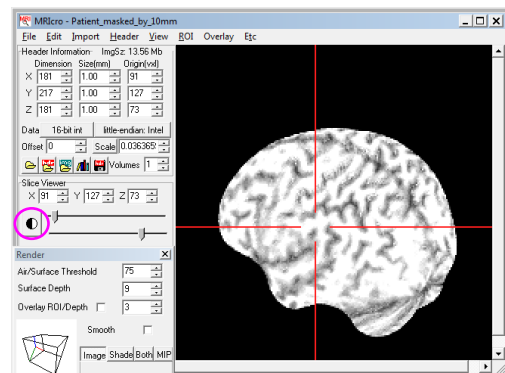 MRIcro - Patient_masked_by_10mm
File Edit Import Header View ROI Overlay Etc
Header Information ImgSz: 13.56 Mb
Dimension Size(mm) Origin(vxl)
X 181 1.00 91
Y 217 1.00 127
Z 181 1.00 73
Data 16-bit int little-endian: Intel
Offset 0 Scale 0.036365
Volumes 1
Slice Viewer
X 91 Y 127 Z 73
Render
Air/Surface Threshold 75
Surface Depth 9
Overlay ROI/Depth 3
Smooth
Image Shade Both MIP